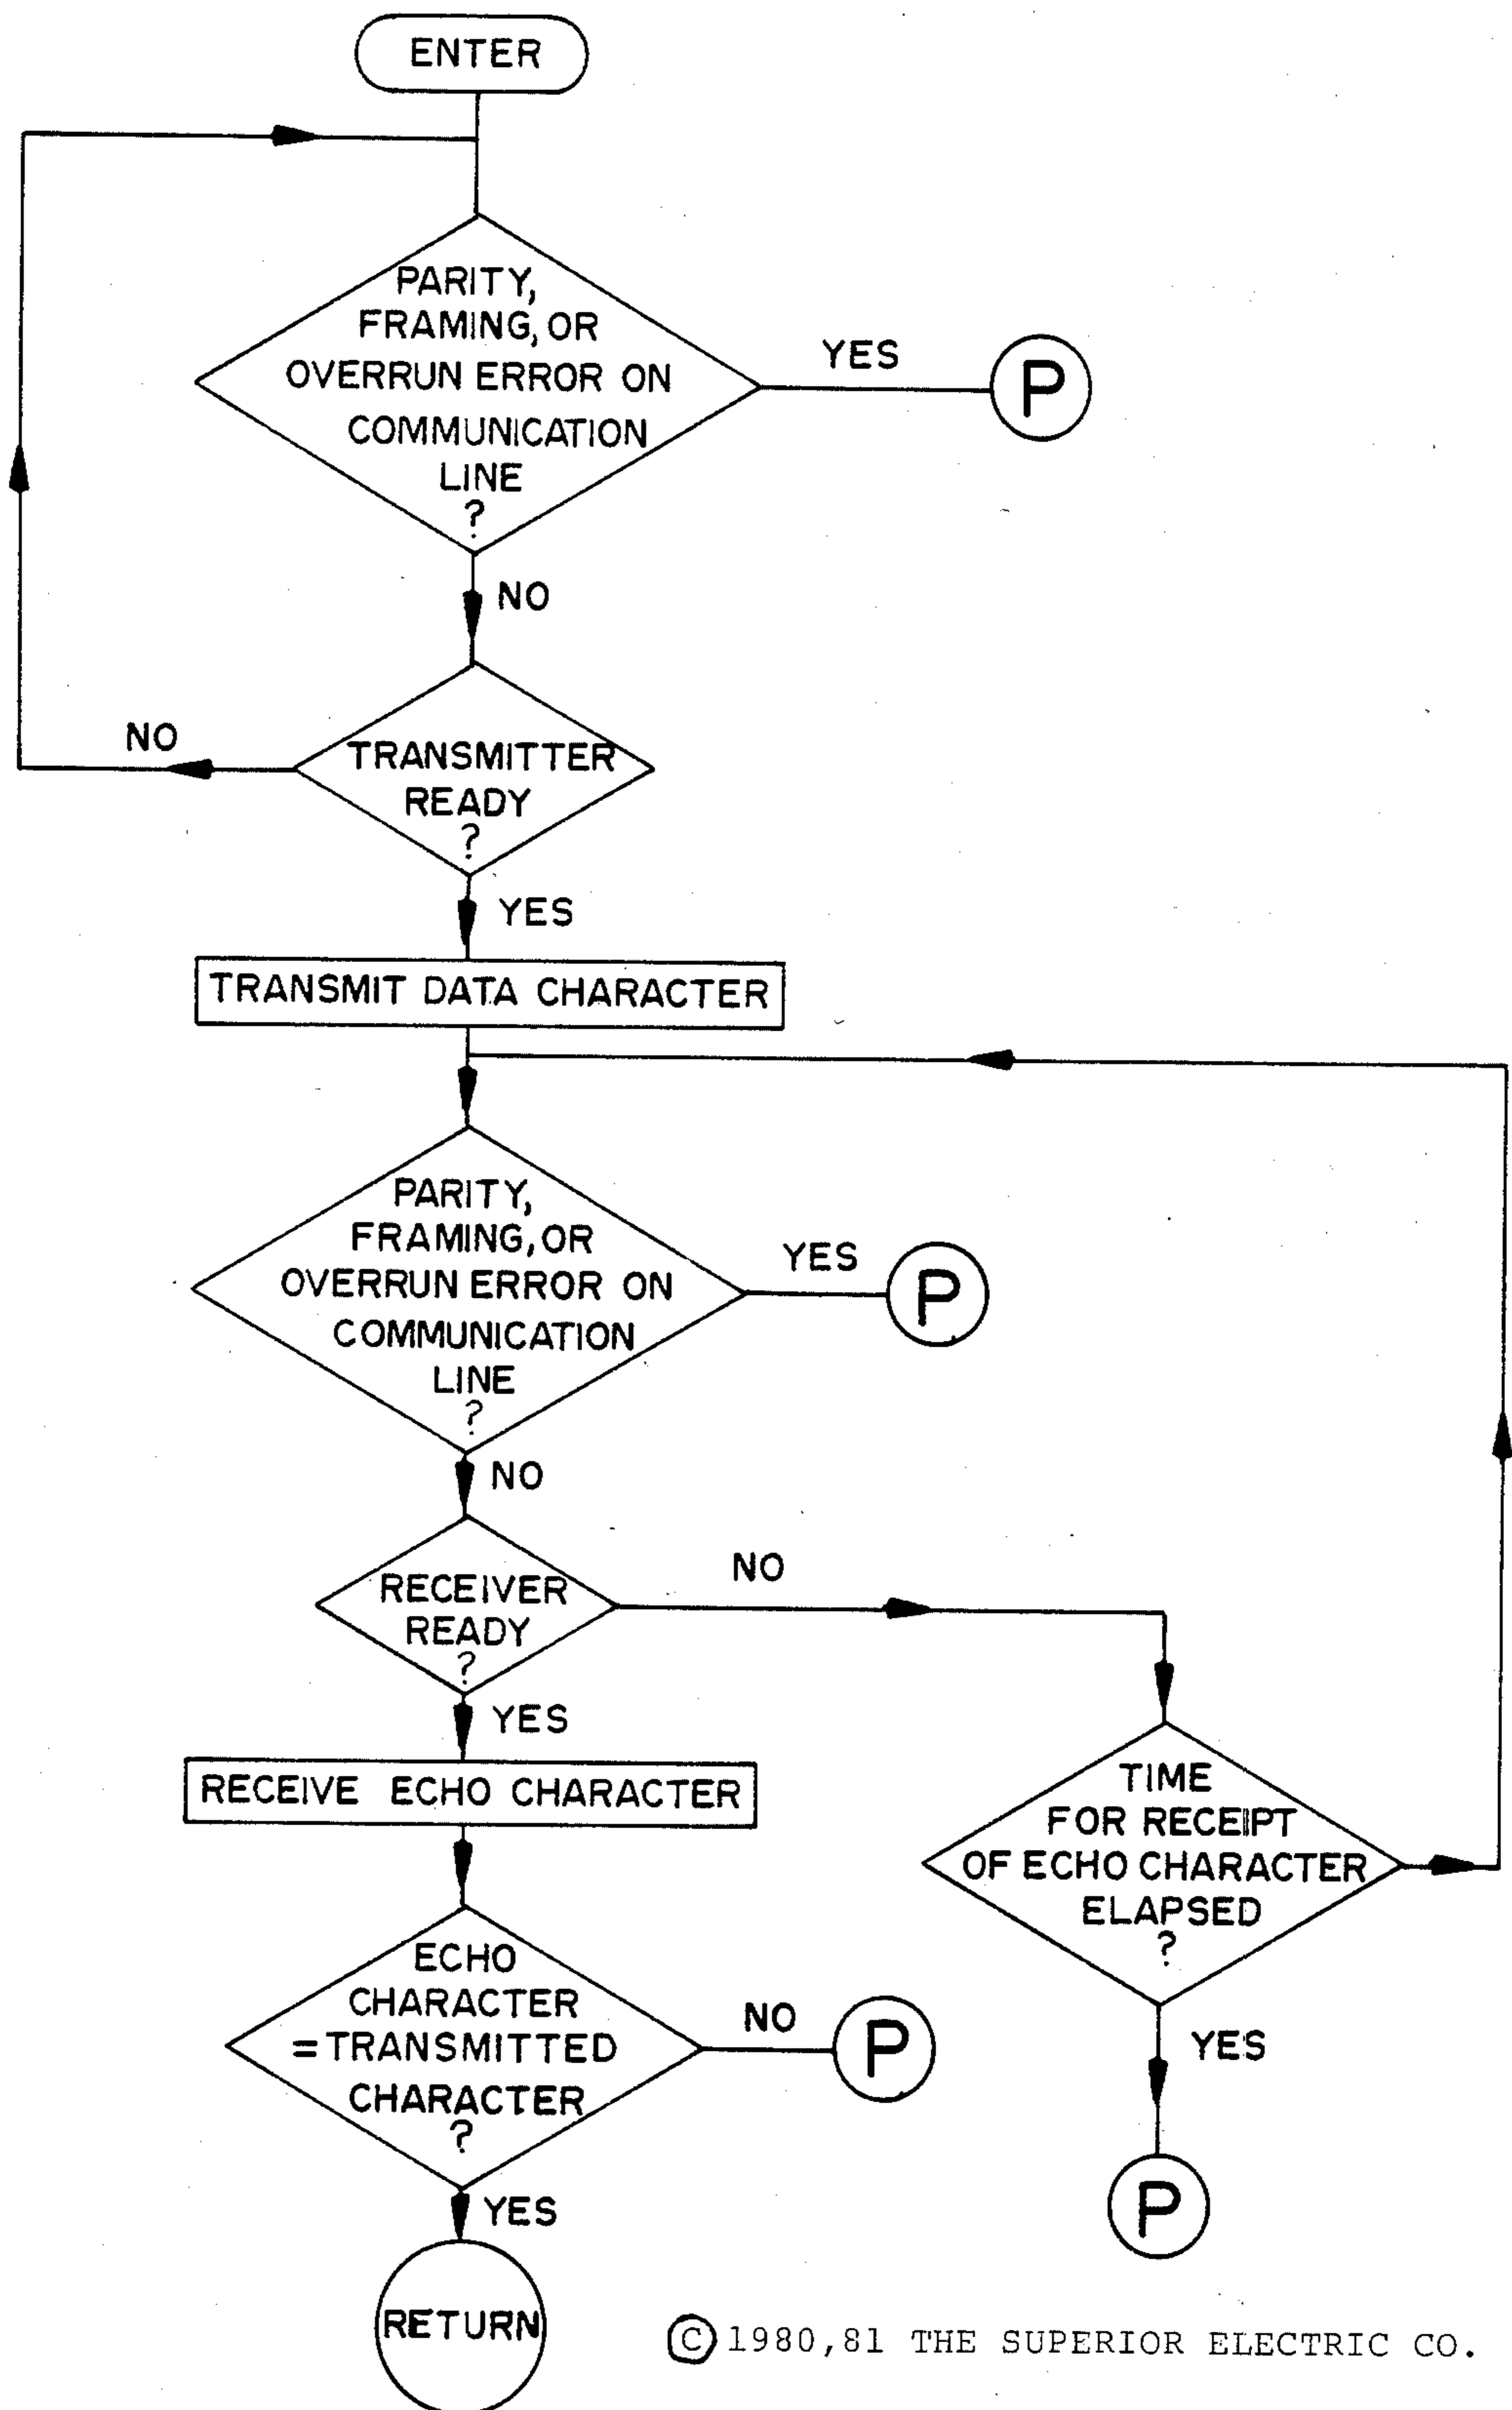 ENTER
PARITY,
FRAMING, OR
OVERRUN ERROR ON
COMMUNICATION
LINE
?
YES
P
NO
NO
TRANSMITTER
READY
?
YES
TRANSMIT DATA CHARACTER
PARITY,
FRAMING, OR
OVERRUN ERROR ON
COMMUNICATION
LINE
?
YES
P
NO
RECEIVER
READY
?
NO
YES
RECEIVE ECHO CHARACTER
TIME
FOR RECEIPT
OF ECHO CHARACTER
ELAPSED
?
ECHO
CHARACTER
=TRANSMITTED
CHARACTER
?
NO
P
YES
P
YES
RETURN
© 1980,81 THE SUPERIOR ELECTRIC CO.